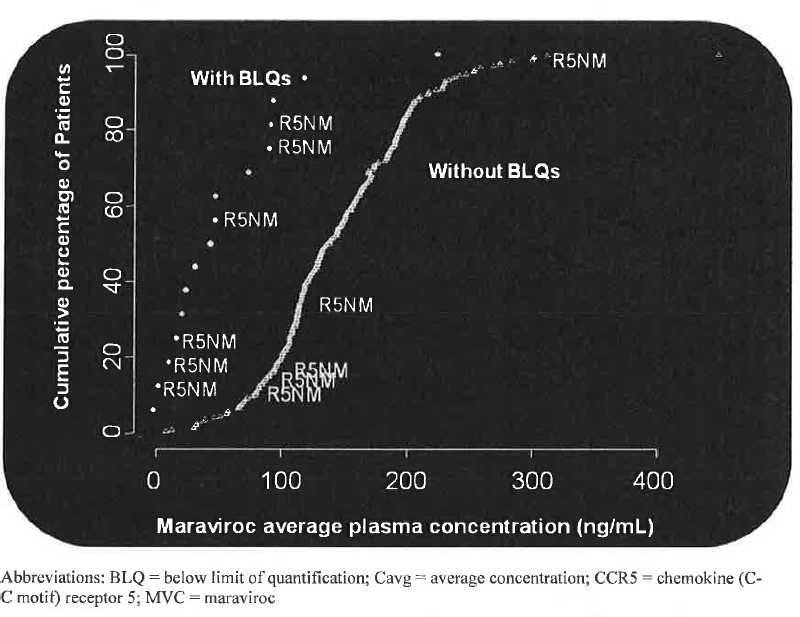 Cumulative percentage of Patients
100
80
60
40
20
0
With BLQs
R5NM
R5NM
R5NM
R5NM
R5NM
R5NM
R5NM
Without BLQs
R5NM
R5NM
R5NM
R5NM
0 100 200 300 400
Maraviroc average plasma concentration (ng/mL)
Abbreviations: BLQ = below limit of quantification; Cavg = average concentration; CCR5 = chemokine (C-
C motif) receptor 5; MVC = maraviroc